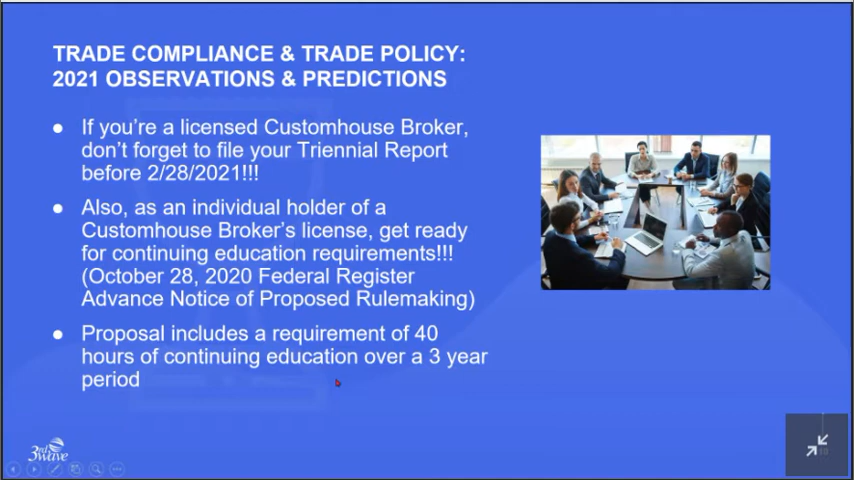 TRADE COMPLIANCE & TRADE POLICY:
2021 OBSERVATIONS & PREDICTIONS
● If you're a licensed Customhouse Broker,
don't forget to file your Triennial Report
before 2/28/2021!!!
● Also, as an individual holder of a
Customhouse Broker's license, get ready
for continuing education requirements!!!
(October 28, 2020 Federal Register
Advance Notice of Proposed Rulemaking)
● Proposal includes a requirement of 40
hours of continuing education over a 3 year
period
3rd wave